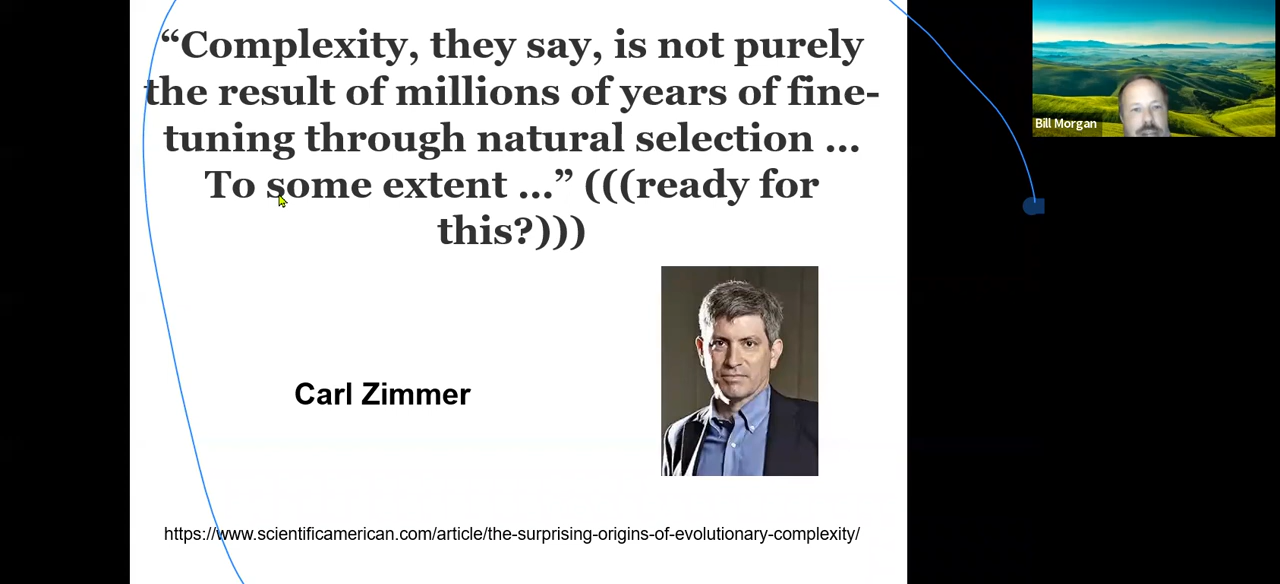 “Complexity, they say, is not purely
the result of millions of years of fine-
tuning through natural selection ...
To some extent ...” (((ready for
this?)))
Carl Zimmer
https://www.scientificamerican.com/article/the-surprising-origins-of-evolutionary-complexity/
Bill Morgan